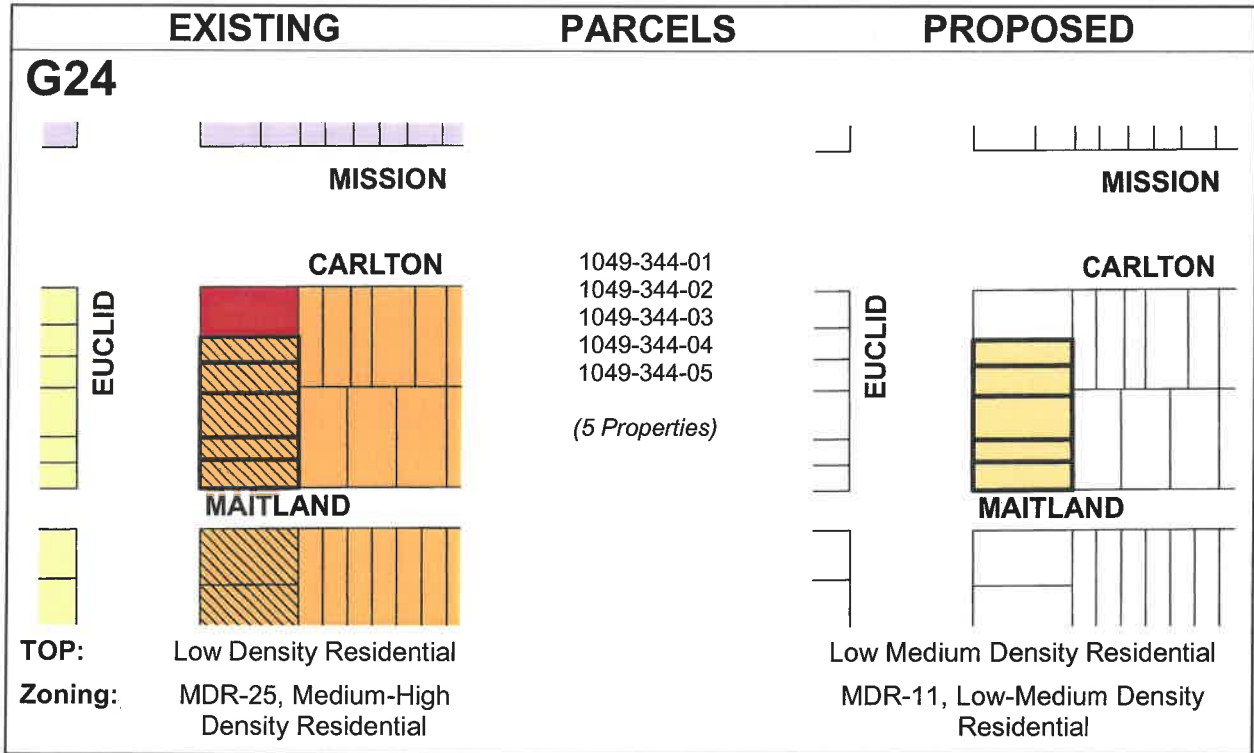 EXISTING PARCELS PROPOSED
G24
MISSION
CARLTON
EUCLID
MAITLAND
1049-344-01
1049-344-02
1049-344-03
1049-344-04
1049-344-05
(5 Properties)
MISSION
CARLTON
EUCLID
MAITLAND
TOP: Low Density Residential Low Medium Density Residential
Zoning: MDR-25, Medium-High MDR-11, Low-Medium Density
Density Residential Residential